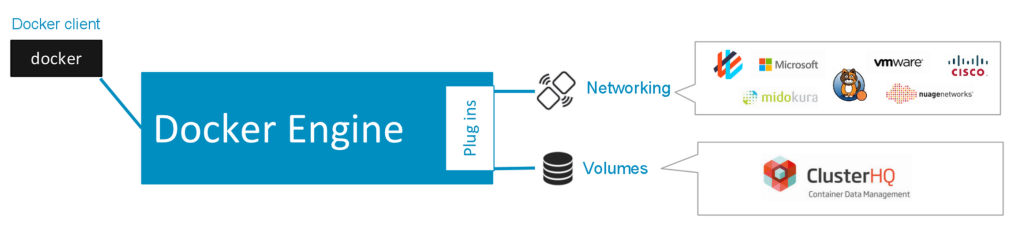 Docker client
docker
Docker Engine
Plug ins
Networking
Microsoft
vmware
CISCO.
midokura
nuagenetworks
Volumes
ClusterHQ
Container Data Management